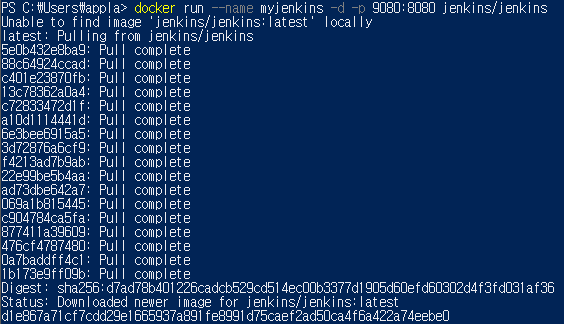 PS C:₩Users₩appla> docker run --name myjenkins -d -p 9080:8080 jenkins/jenkins
Unable to find image 'jenkins/jenkins:latest' locally
latest: Pulling from jenkins/jenkins
5e0b432e8ba9: Pull complete
88c64924ccad: Pull complete
c401e23870fb: Pull complete
13c78362a0a4: Pull complete
c72833472d1f: Pull complete
a10d1114441d: Pull complete
6e3bee6915a5: Pull complete
3d72876a6cf9: Pull complete
f4213ad7b9ab: Pull complete
22e99be5b4aa: Pull complete
ad73dbe642a7: Pull complete
069a1b815445: Pull complete
c904784ca5fa: Pull complete
877411a39609: Pull complete
476cf4787480: Pull complete
0a7baddff4c1: Pull complete
1b173e9ff09b: Pull complete
Digest: sha256:d7ad78b401226cadcb529cd514ec00b3377d1905d60efd60302d4f3fd031af36
Status: Downloaded newer image for jenkins/jenkins:latest
d1e867a71cf7cdd29e1665937a891fe8991d75caef2ad50ca4f6a422a74eebe0